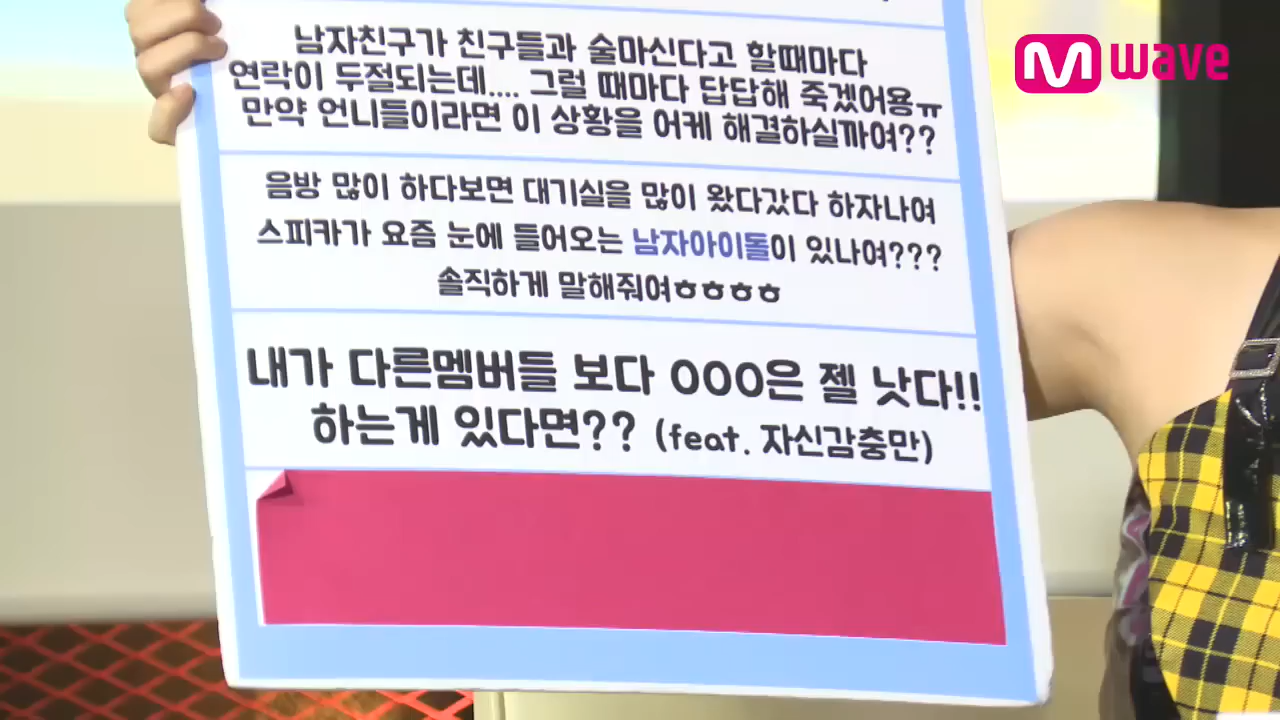 M wave
남자친구가 친구들과 술마신다고 할때마다
연락이 두절되는데.... 그럴 때마다 답답해 죽겠어용ㅠ
만약 언니들이라면 이 상황을 어케 해결하실까여??
음방 많이 하다보면 대기실을 많이 왔다갔다 하자나여
스피카가 요즘 눈에 들어오는 남자아이돌이 있나여???
솔직하게 말해줘여ㅎㅎㅎㅎ
내가 다른멤버들 보다 OOO은 젤 낫다!!
하는게 있다면?? (feat. 자신감충만)